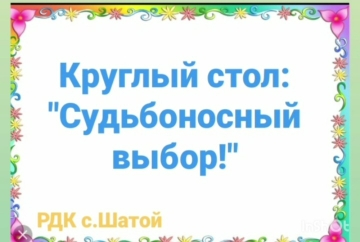 Круглый стол:
"Судьбоносный
выбор!"
РДК с.Шатой